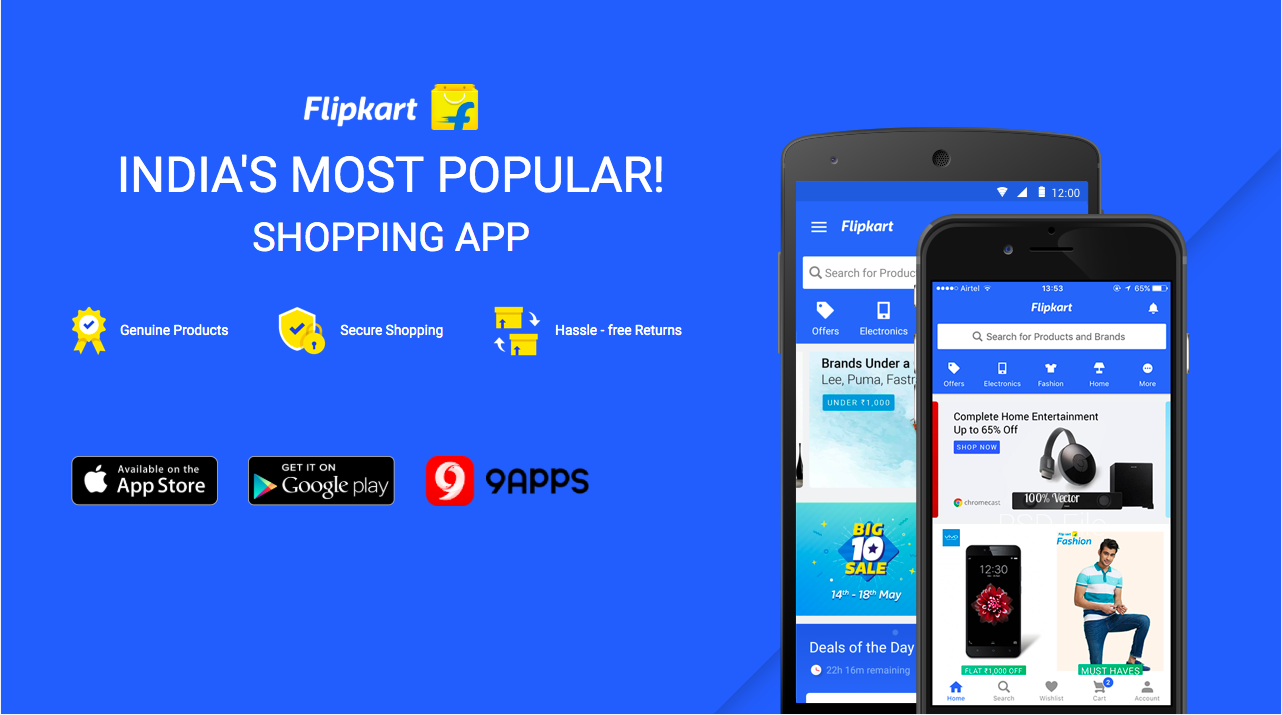 Flipkart
INDIA'S MOST POPULAR!
SHOPPING APP
Genuine Products
Secure Shopping
Hassle - free Returns
Available on the
App Store
GET IT ON
Google play
9APPS
12:00
Flipkart
Search for Produc
Offers
Electronics
Brands Under a
Lee, Puma, Fastr
UNDER ₹1,000
BIG
10
SALE
14th - 18th May
Deals of the Day
22h 16m remaining
Airtel
13:53
65%
Flipkart
Search for Products and Brands
Offers
Electronics
Fashion
Home
More
Complete Home Entertainment
Up to 65% Off
SHOP NOW
chromecast
100% Vector
PSD File
vivo
12:30
FLAT ₹1,000 OFF
Fashion
MUST HAVES
Home
Search
Wishlist
Cart
2
Account